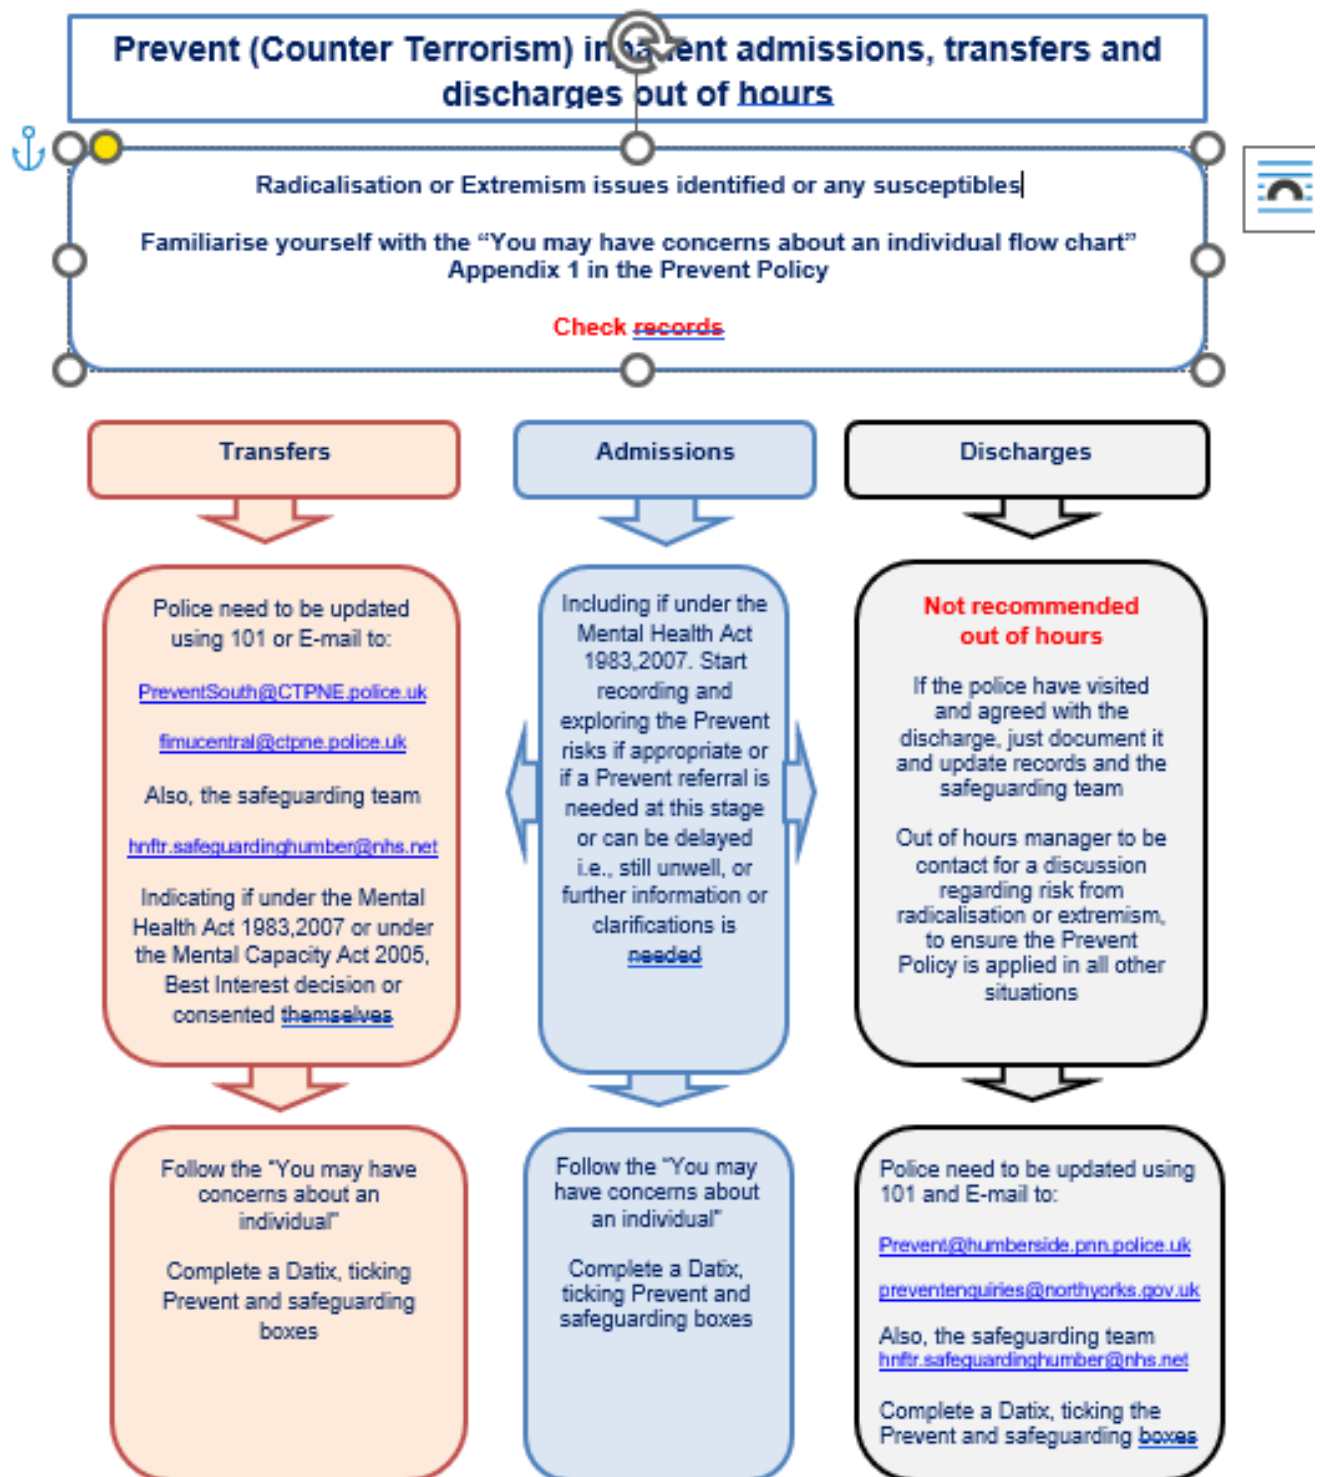 Prevent (Counter Terrorism) inpatient admissions, transfers and
discharges out of hours
Radicalisation or Extremism issues identified or any susceptibles
Familiarise yourself with the “You may have concerns about an individual flow chart”
Appendix 1 in the Prevent Policy
Check records
Transfers
Police need to be updated
using 101 or E-mail to:
PreventSouth@CTPNE.police.uk
fimucentral@ctpne.police.uk
Also, the safeguarding team
hnftr.safeguardinghumber@nhs.net
Indicating if under the Mental
Health Act 1983,2007 or under
the Mental Capacity Act 2005,
Best Interest decision or
consented themselves
Follow the “You may have
concerns about an
individual”
Complete a Datix, ticking
Prevent and safeguarding
boxes
Admissions
Including if under the
Mental Health Act
1983,2007. Start
recording and
exploring the Prevent
risks if appropriate or
if a Prevent referral is
needed at this stage
or can be delayed
i.e., still unwell, or
further information or
clarifications is
needed
Follow the “You may
have concerns about
an individual”
Complete a Datix,
ticking Prevent and
safeguarding boxes
Discharges
Not recommended
out of hours
If the police have visited
and agreed with the
discharge, just document it
and update records and the
safeguarding team
Out of hours manager to be
contact for a discussion
regarding risk from
radicalisation or extremism,
to ensure the Prevent
Policy is applied in all other
situations
Police need to be updated using
101 and E-mail to:
Prevent@humberside.pnn.police.uk
preventenquiries@northyorks.gov.uk
Also, the safeguarding team
hnftr.safeguardinghumber@nhs.net
Complete a Datix, ticking the
Prevent and safeguarding boxes